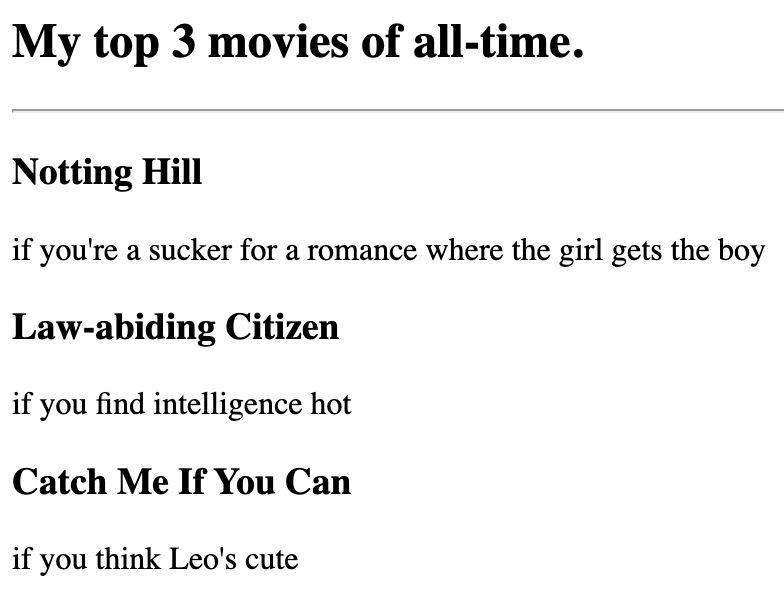 My top 3 movies of all-time.
Notting Hill
if you're a sucker for a romance where the girl gets the boy
Law-abiding Citizen
if you find intelligence hot
Catch Me If You Can
if you think Leo's cute